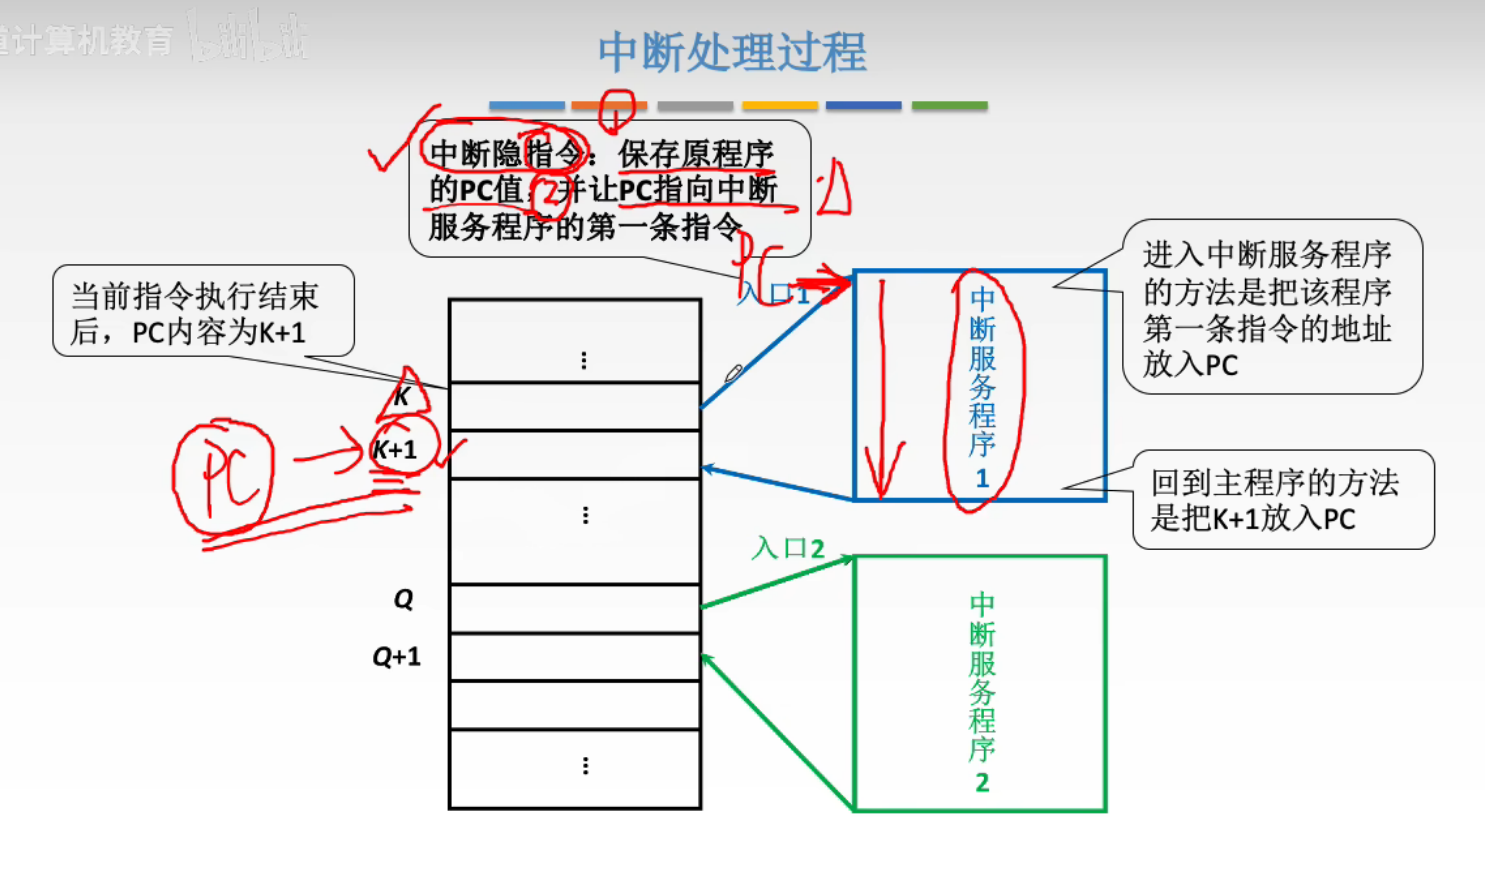 道计算机教育 bilibili
中断处理过程
中断隐指令：保存原程序
的PC值，并让PC指向中断
服务程序的第一条指令
1
2
PC
入口1
进入中断服务程序
的方法是把该程序
第一条指令的地址
放入PC
当前指令执行结束
后，PC内容为K+1
⋮
K
K+1
PC
中断服务程序1
回到主程序的方法
是把K+1放入PC
⋮
入口2
Q
Q+1
中断服务程序2
⋮